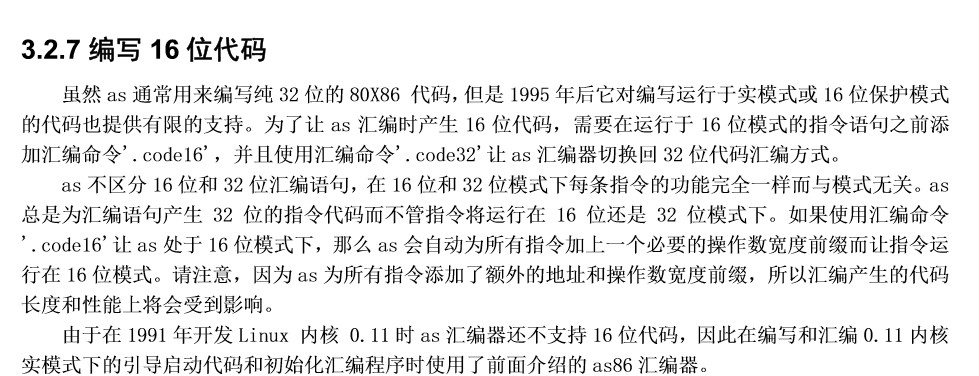 3.2.7 编写 16 位代码
虽然 as 通常用来编写纯 32 位的 80X86 代码，但是 1995 年后它对编写运行于实模式或 16 位保护模式
的代码也提供有限的支持。为了让 as 汇编时产生 16 位代码，需要在运行于 16 位模式的指令语句之前添
加汇编命令'.code16'，并且使用汇编命令'.code32'让 as 汇编器切换回 32 位代码汇编方式。
as 不区分 16 位和 32 位汇编语句，在 16 位和 32 位模式下每条指令的功能完全一样而与模式无关。as
总是为汇编语句产生 32 位的指令代码而不管指令将运行在 16 位还是 32 位模式下。如果使用汇编命令
'.code16'让 as 处于 16 位模式下，那么 as 会自动为所有指令加上一个必要的操作数宽度前缀而让指令运
行在 16 位模式。请注意，因为 as 为所有指令添加了额外的地址和操作数宽度前缀，所以汇编产生的代码
长度和性能上将会受到影响。
由于在 1991 年开发 Linux 内核 0.11 时 as 汇编器还不支持 16 位代码，因此在编写和汇编 0.11 内核
实模式下的引导启动代码和初始化汇编程序时使用了前面介绍的 as86 汇编器。